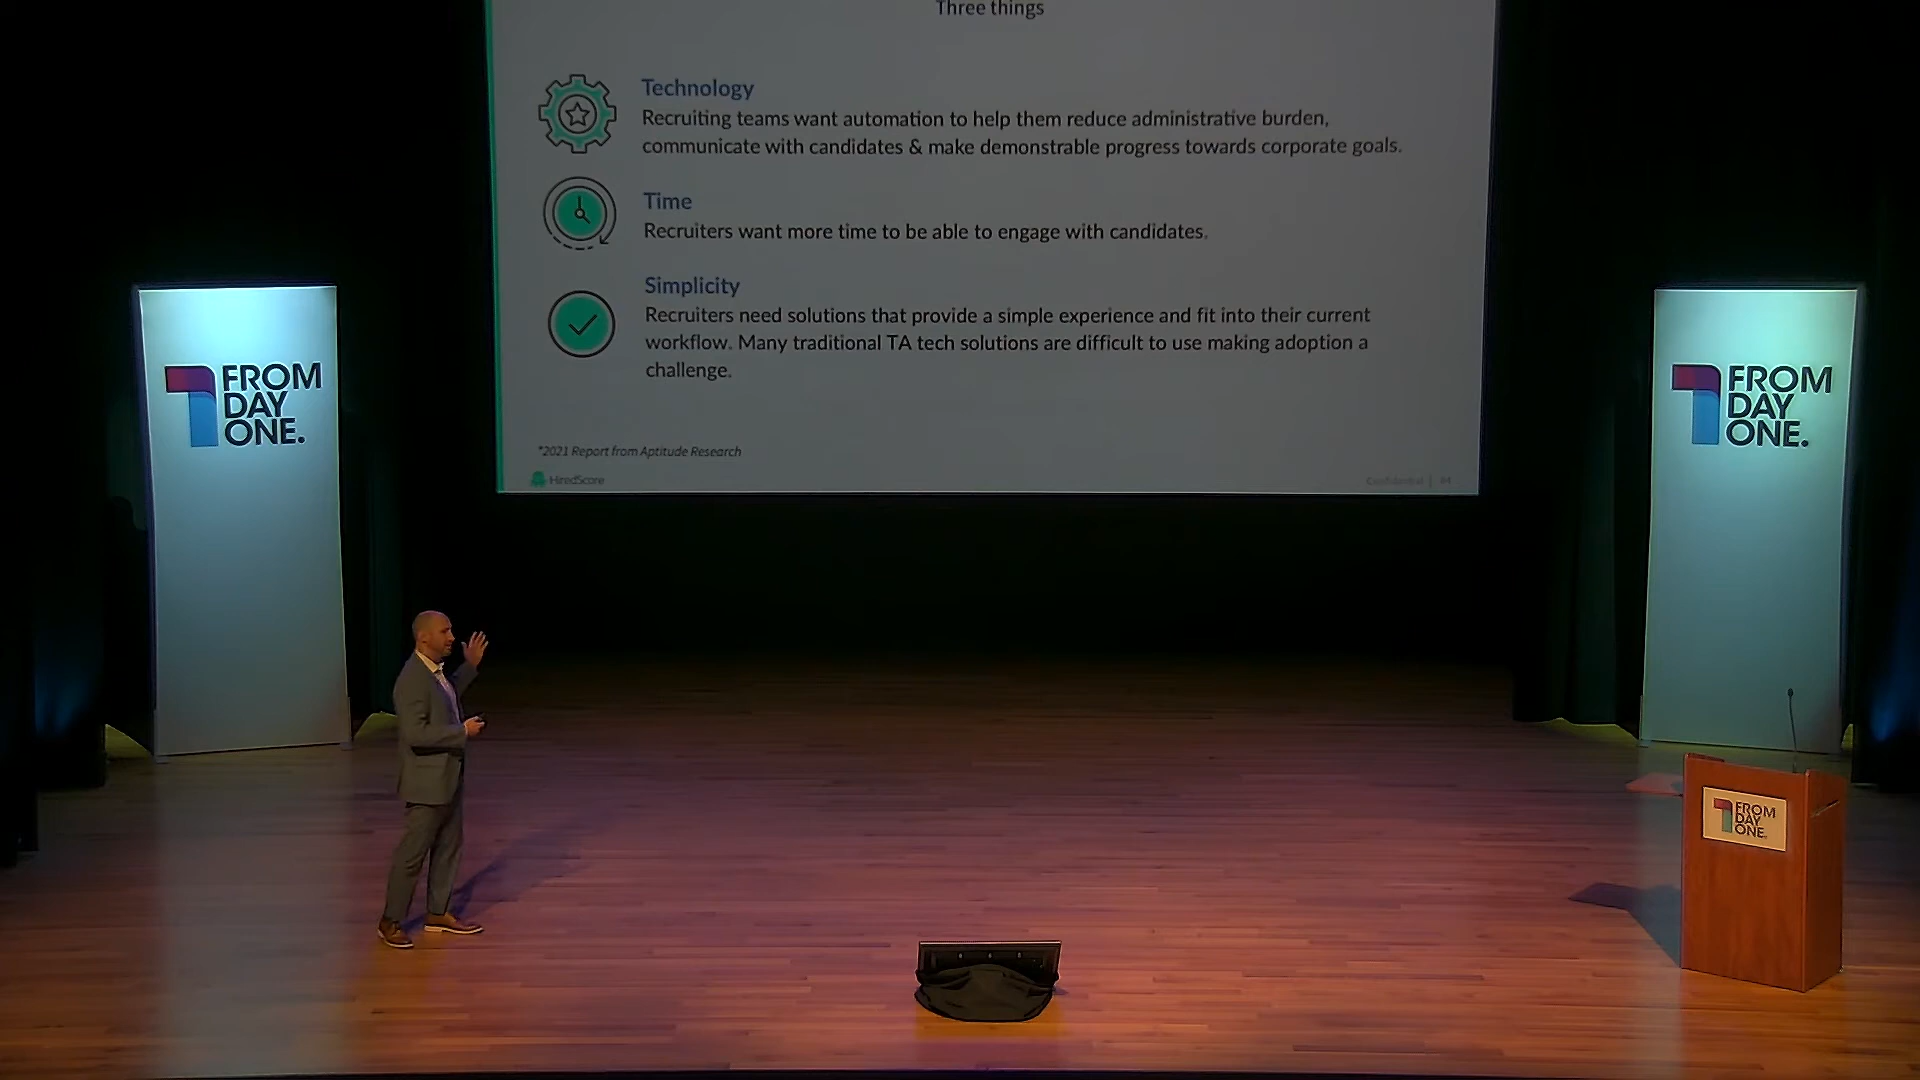 Three things
Technology
Recruiting teams want automation to help them reduce administrative burden,
communicate with candidates & make demonstrable progress towards corporate goals.
Time
Recruiters want more time to be able to engage with candidates.
Simplicity
Recruiters need solutions that provide a simple experience and fit into their current
workflow. Many traditional TA tech solutions are difficult to use making adoption a
challenge.
*2021 Report from Aptitude Research
HiredScore
Confidential |
FROM
DAY
ONE.
FROM
DAY
ONE.
FROM
DAY
ONE.